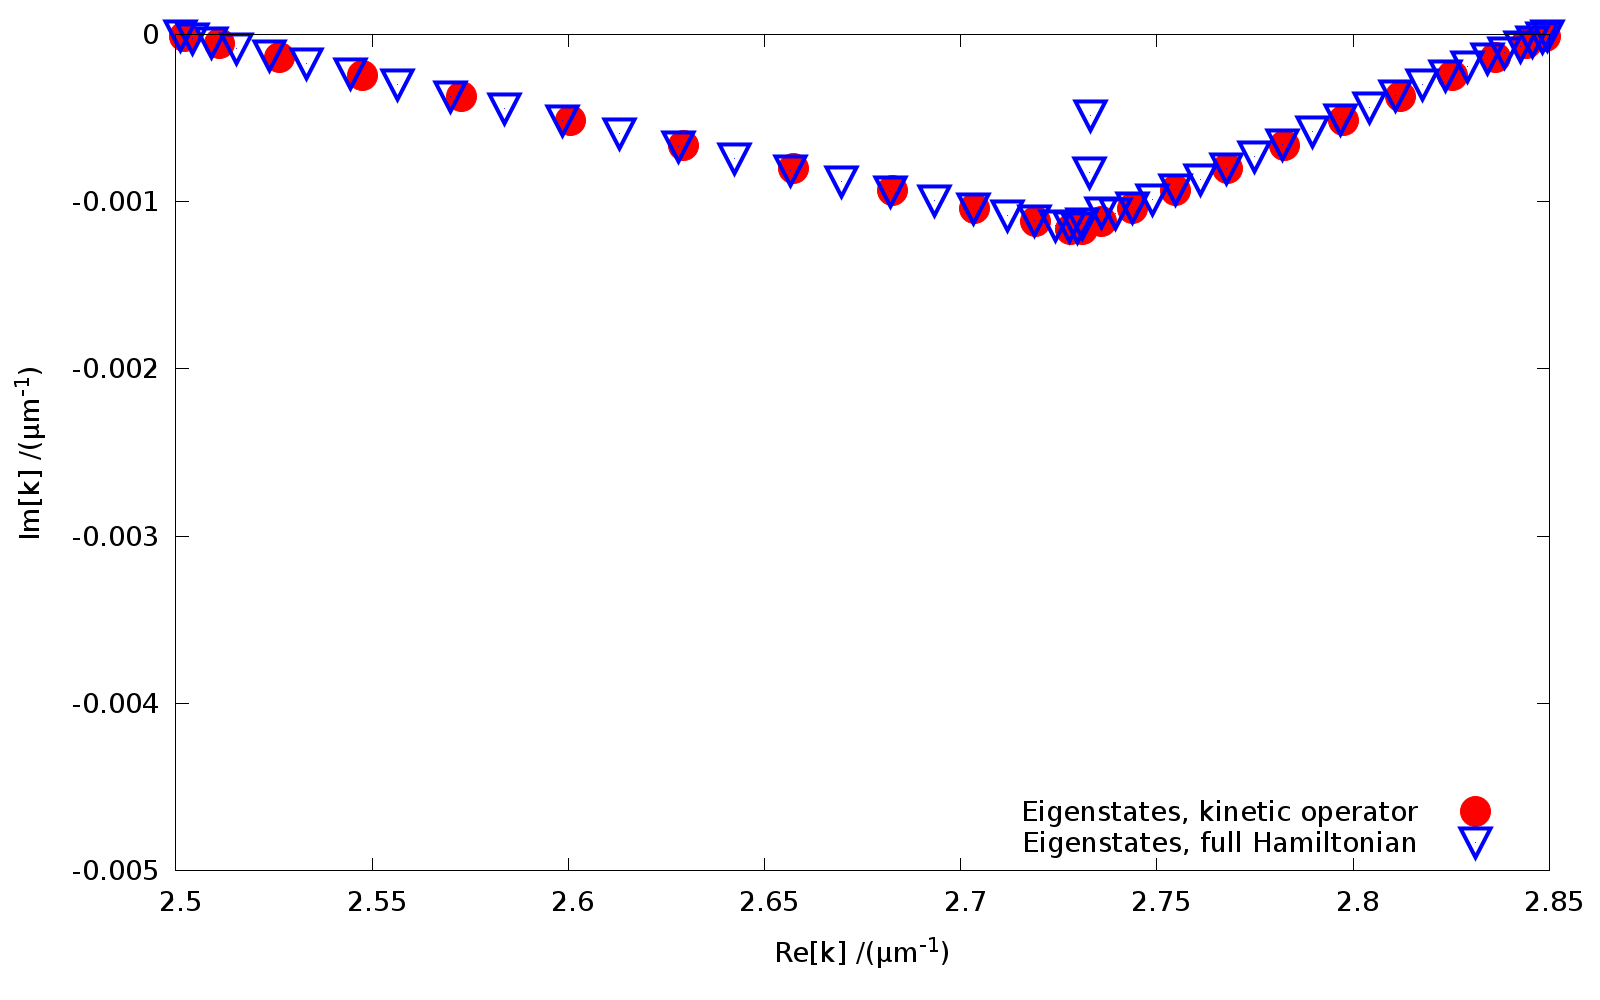 0
-0.001
-0.002
-0.003
-0.004
-0.005
Im[k] /(µm-1)
Eigenstates, kinetic operator
Eigenstates, full Hamiltonian
2.5 2.55 2.6 2.65 2.7 2.75 2.8 2.85
Re[k] /(µm-1)